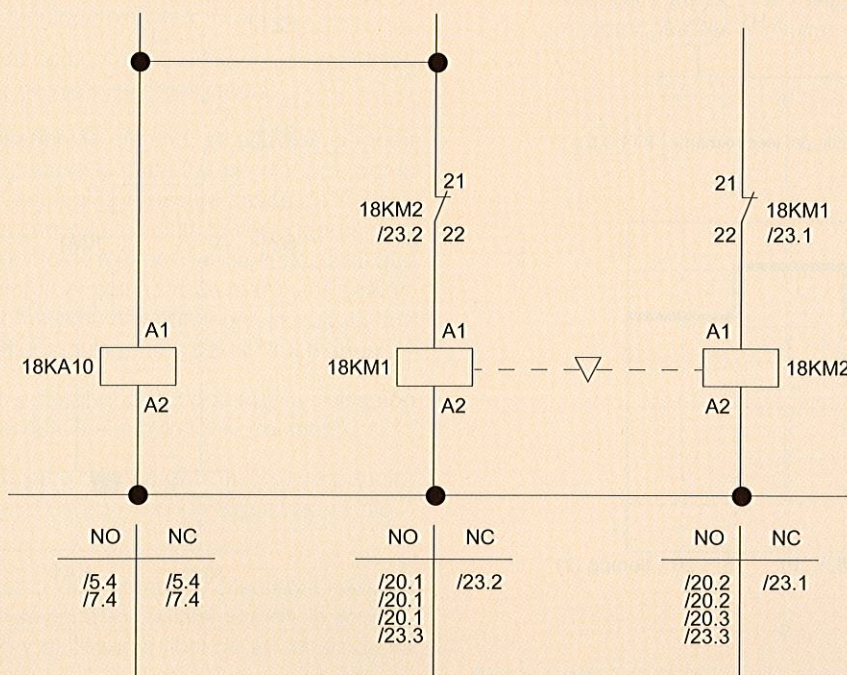 21
18KM2
/23.2
22
21
18KM1
22
/23.1
A1
18KA10
A2
A1
18KM1
A2
A1
18KM2
A2
NO NC
/5.4 /5.4
/7.4 /7.4
NO NC
/20.1 /23.2
/20.1
/20.1
/23.3
NO NC
/20.2 /23.1
/20.2
/20.3
/23.3